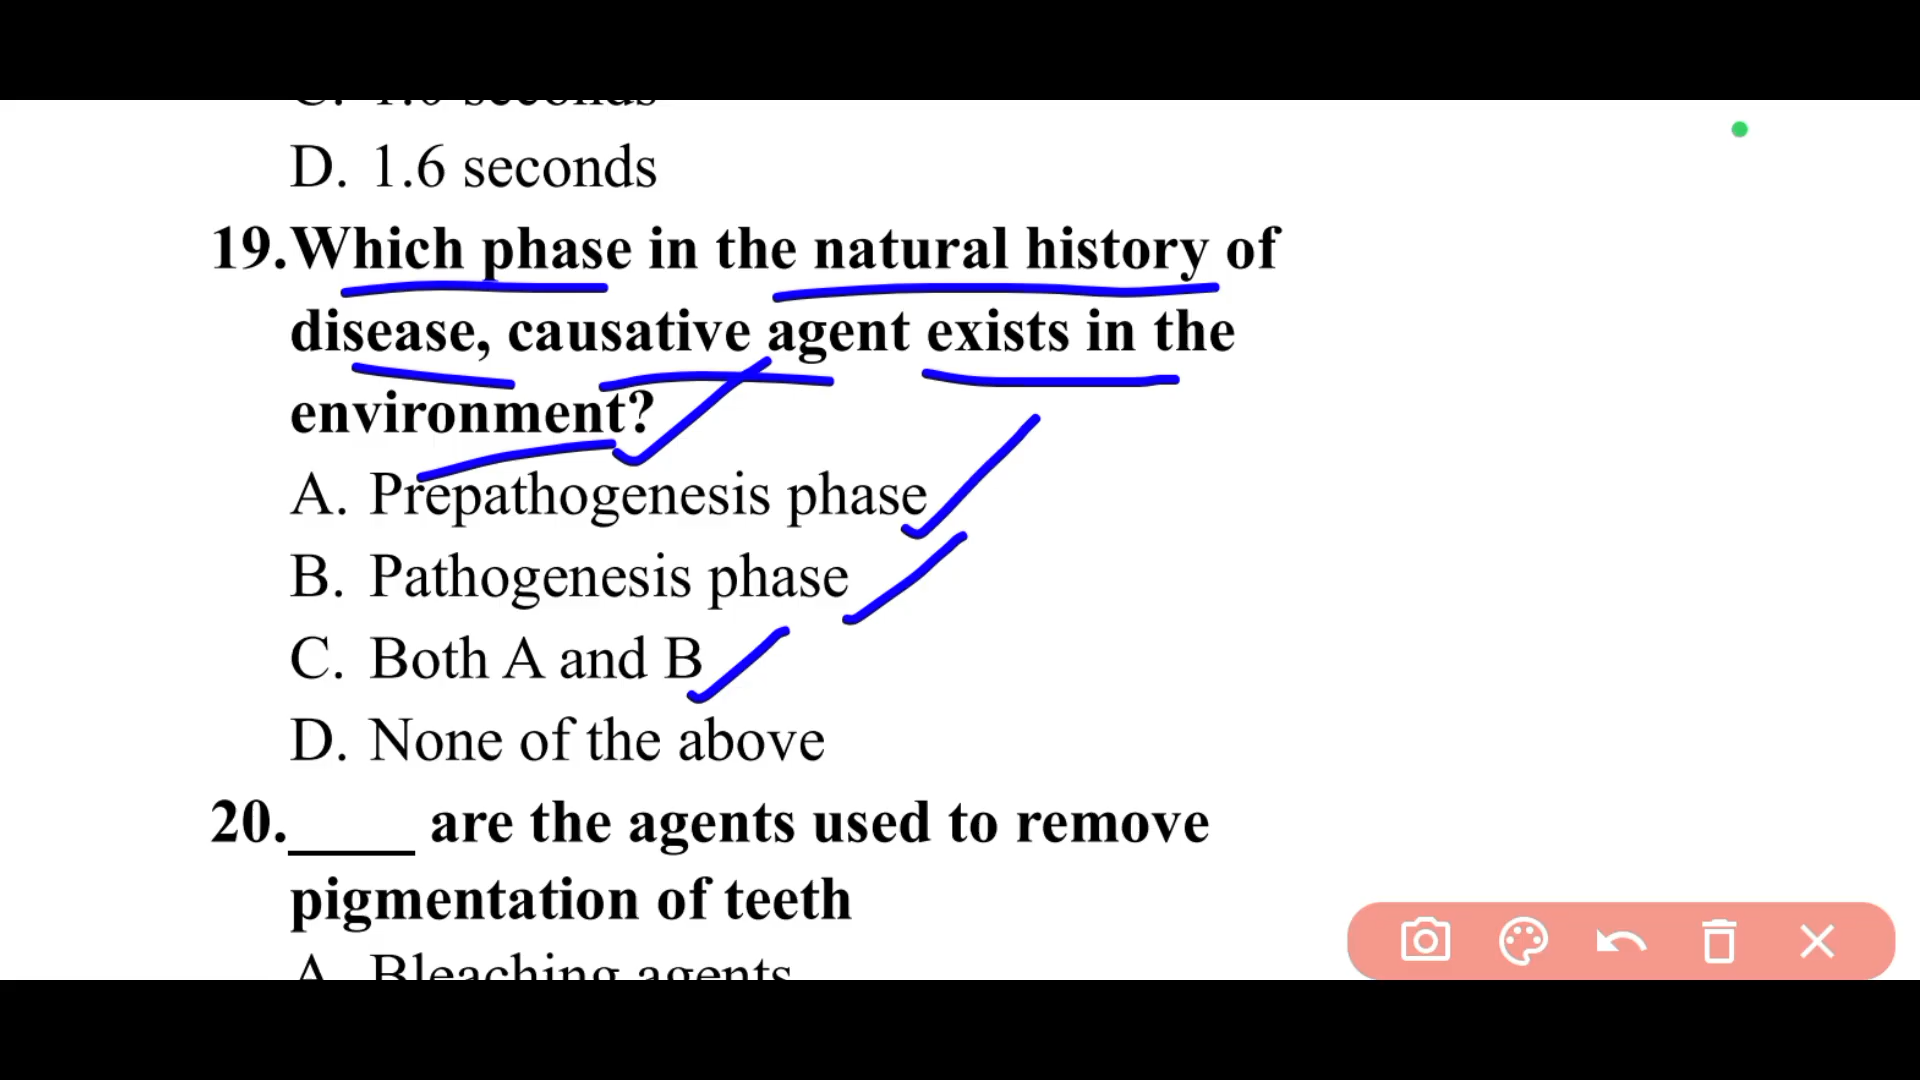 D. 1.6 seconds
19. Which phase in the natural history of
disease, causative agent exists in the
environment?
A. Prepathogenesis phase
B. Pathogenesis phase
C. Both A and B
D. None of the above
20.____ are the agents used to remove
pigmentation of teeth
A. Bleaching agents